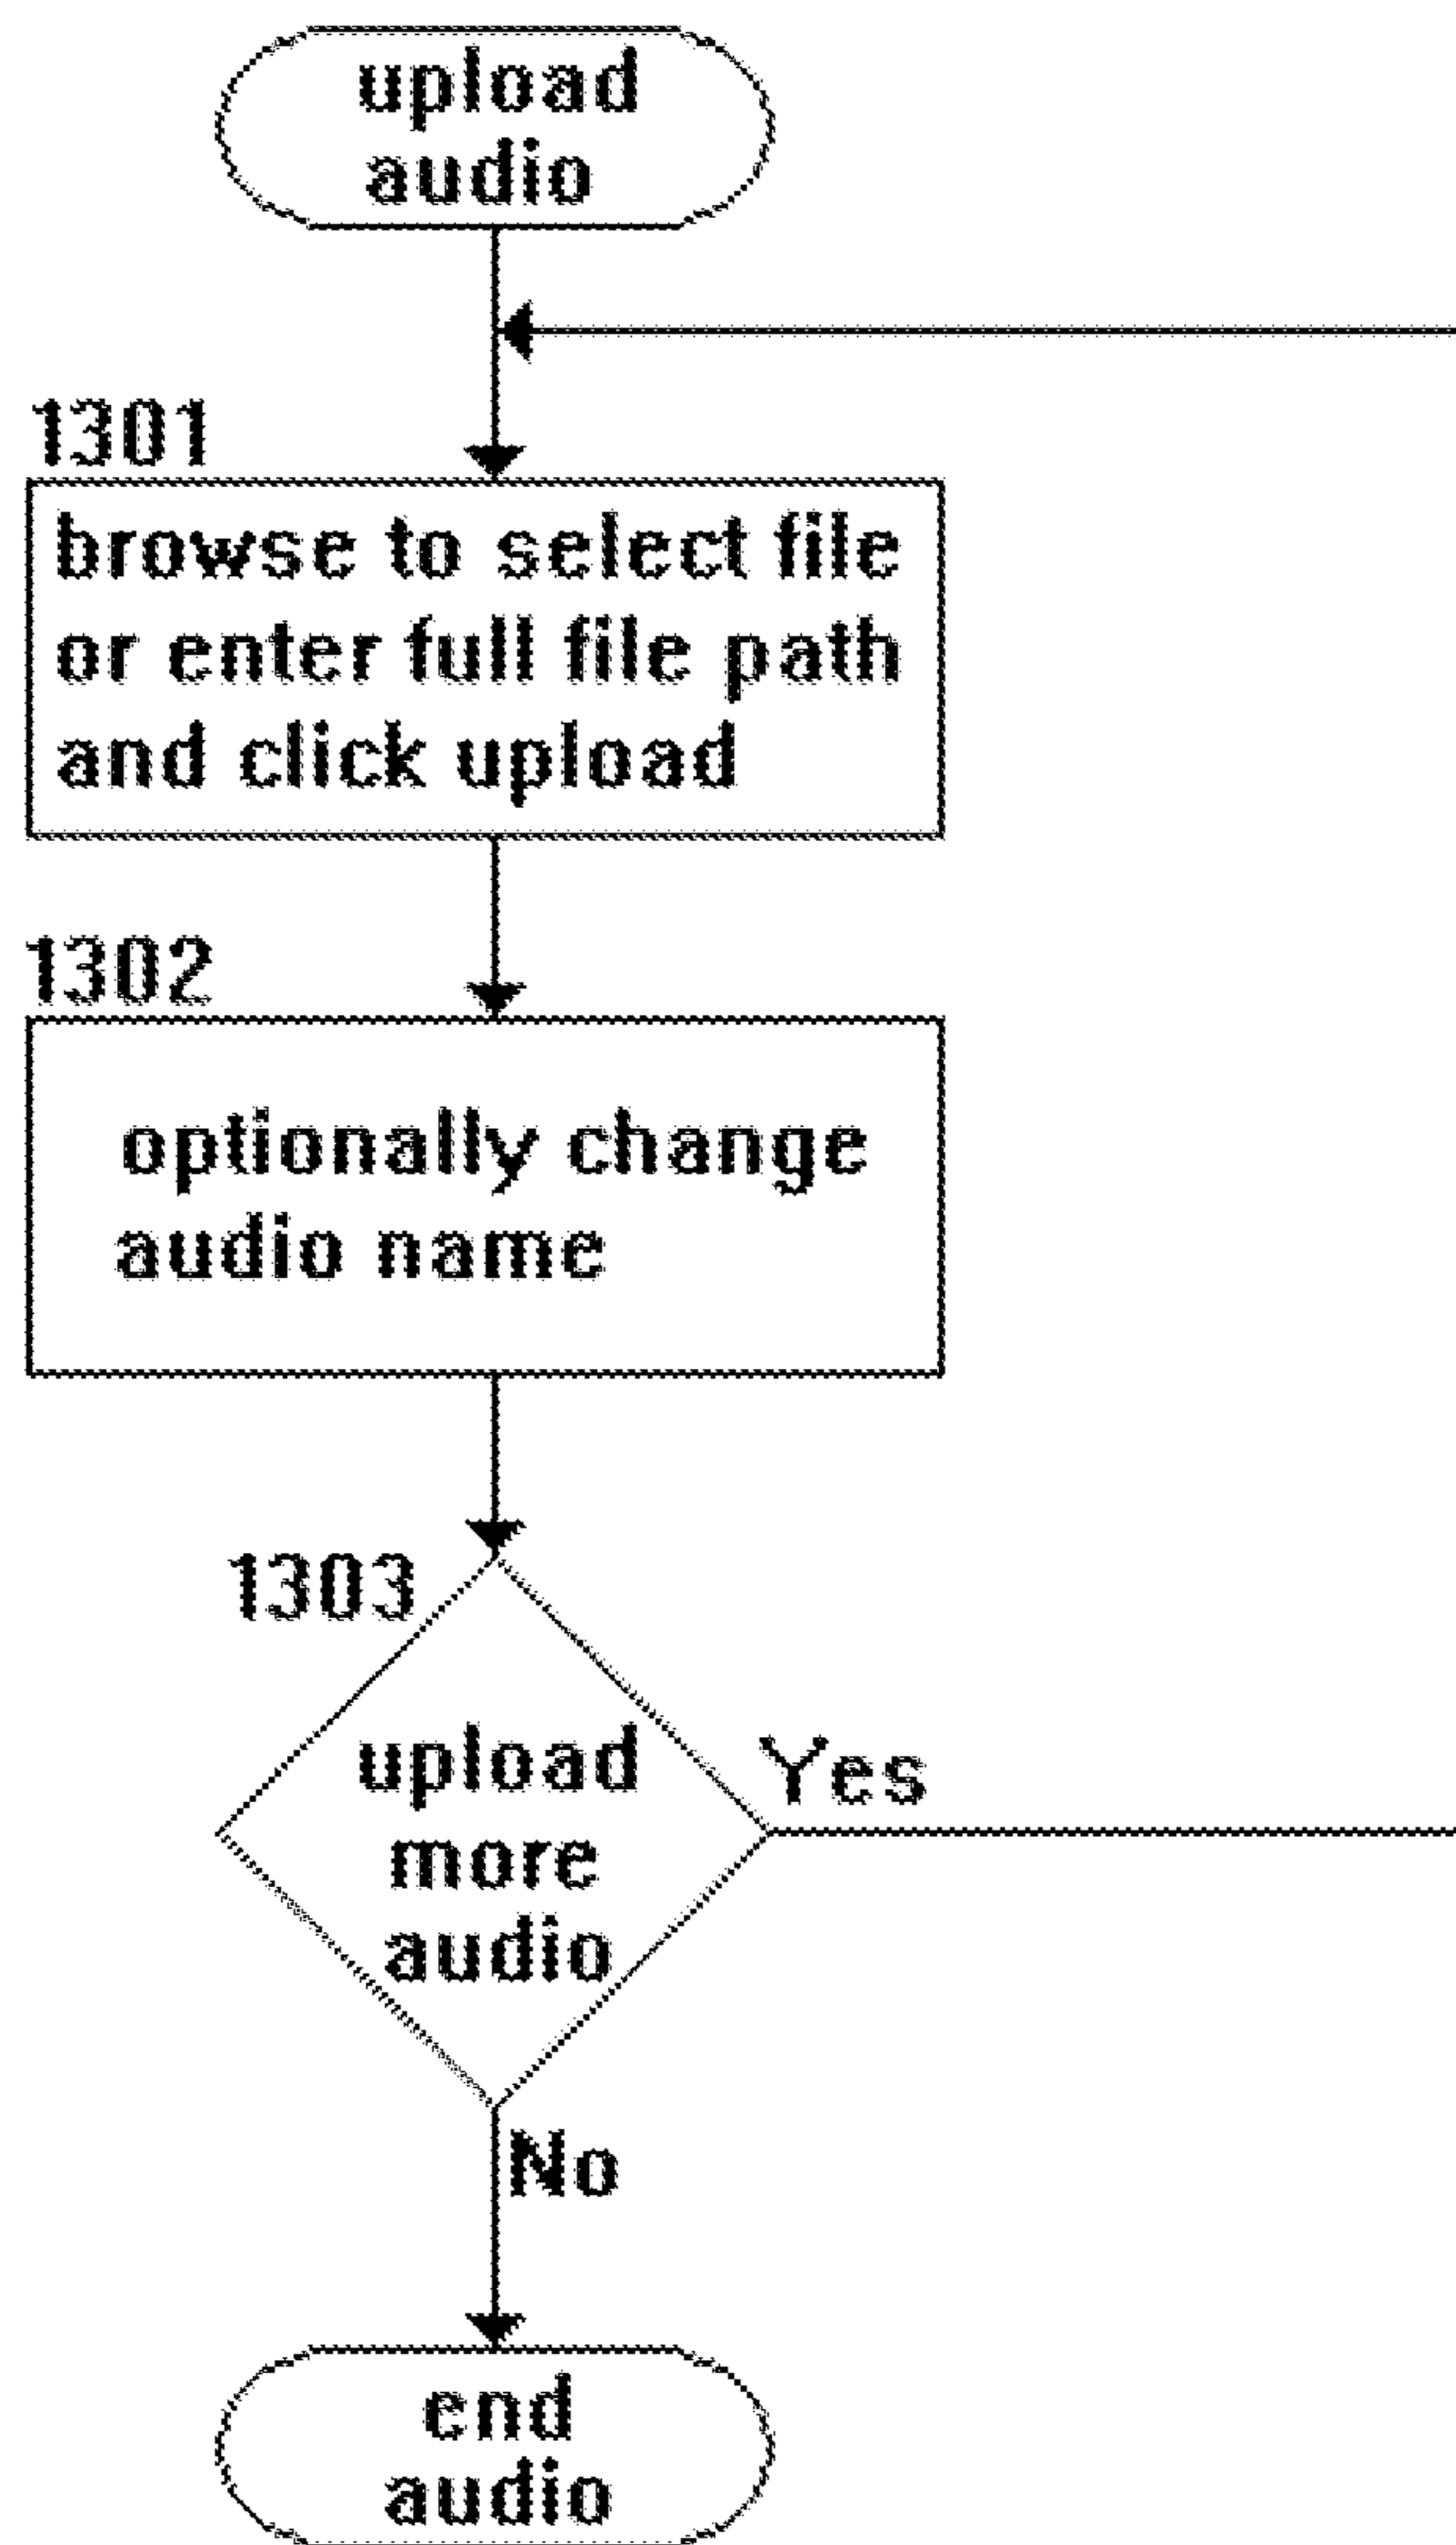 upload
audio
1301
browse to select file
or enter full file path
and click upload
1302
optionally change
audio name
1303
upload
more
audio
Yes
No
end
audio